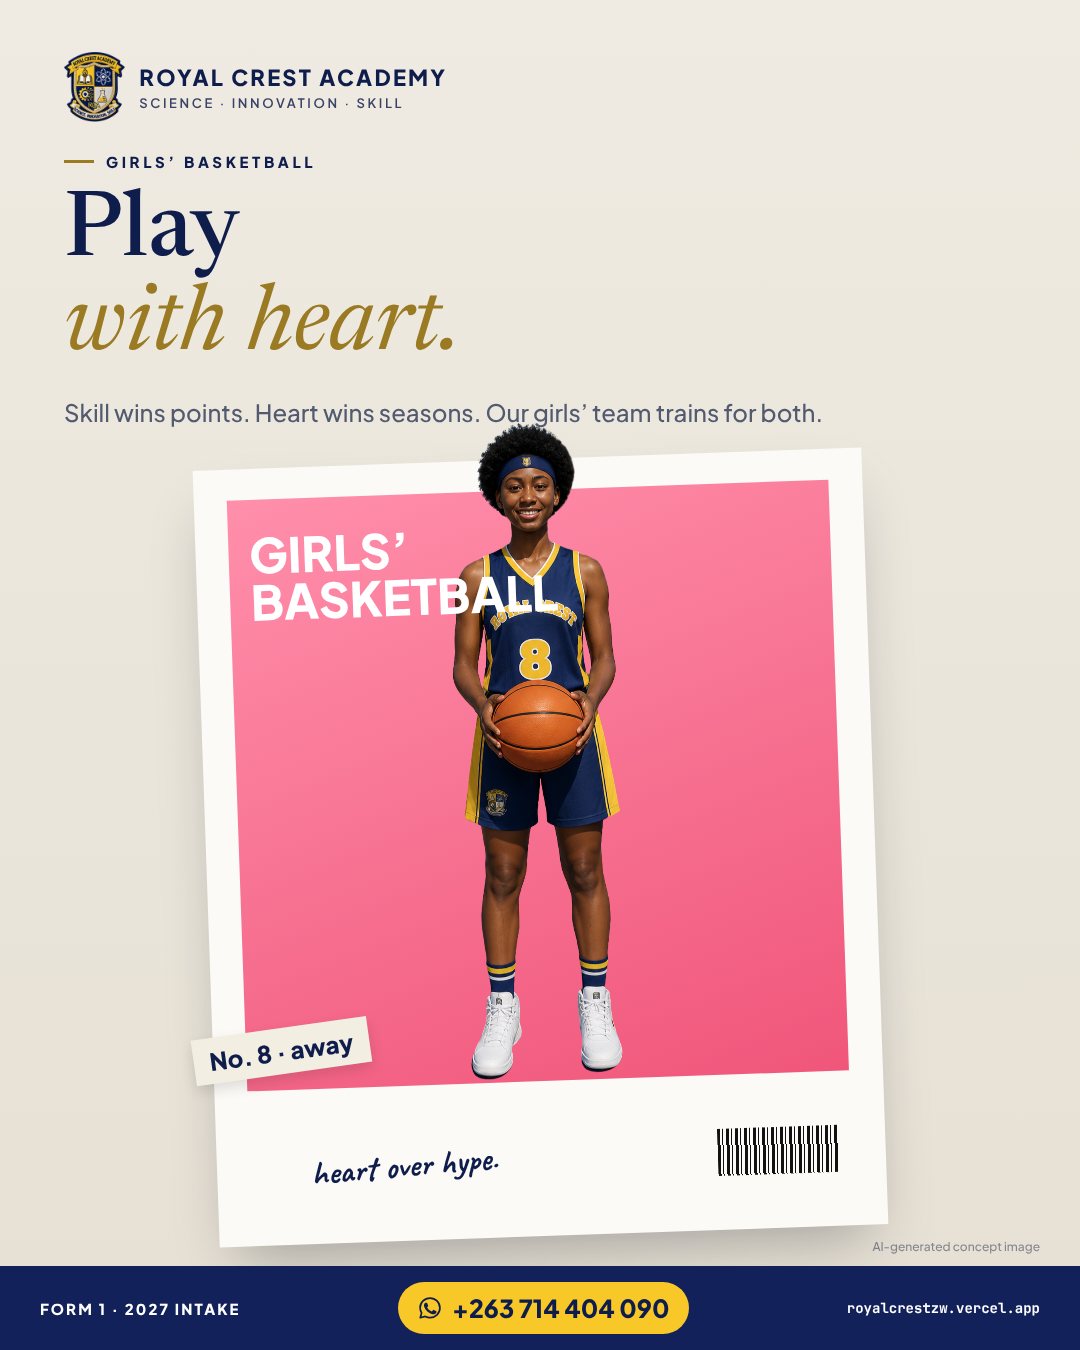 ROYAL CREST ACADEMY
SCIENCE · INNOVATION · SKILL
GIRLS’ BASKETBALL
Play
with heart.
Skill wins points. Heart wins seasons. Our girls’ team trains for both.
GIRLS’
BASKETBALL
ROYAL CREST
8
No. 8 · away
heart over hype.
AI-generated concept image
FORM 1 · 2027 INTAKE
+263 714 404 090
royalcrestzw.vercel.app